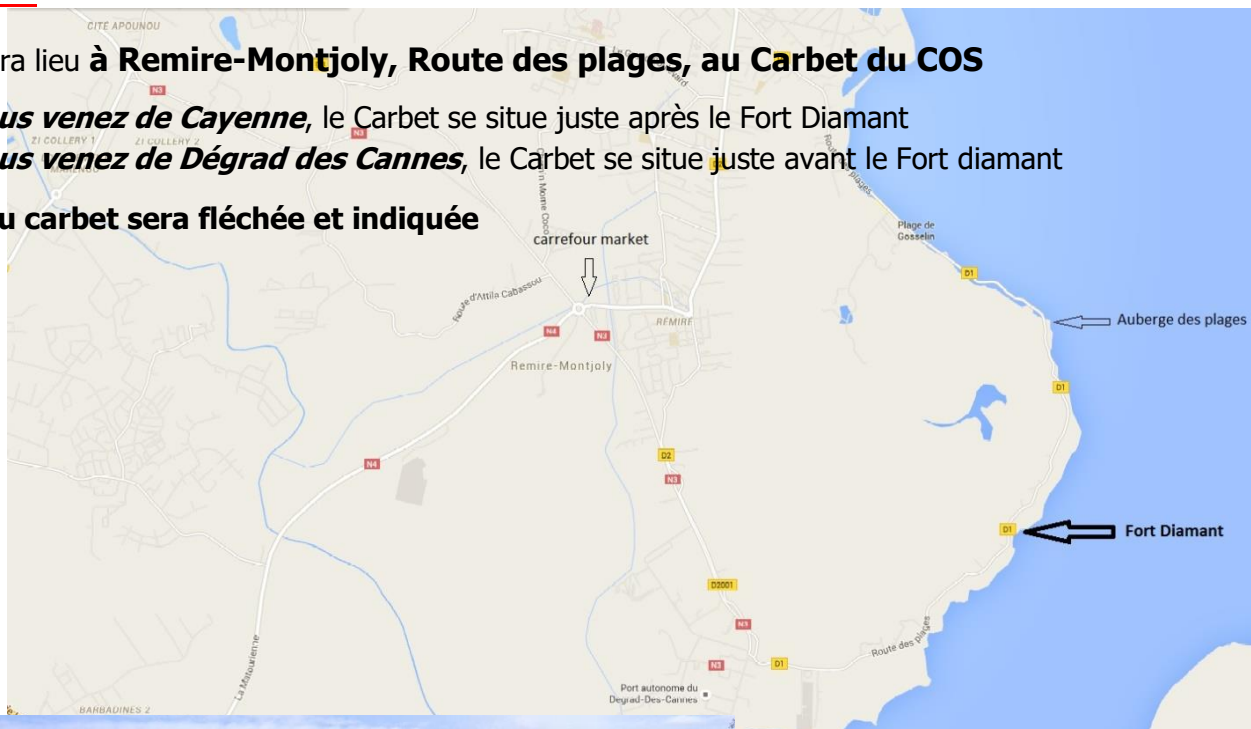 CITÉ APOUNOU
ra lieu à Remire-Montjoly, Route des plages, au Carbet du COS
N3
us venez de Cayenne, le Carbet se situe juste après le Fort Diamant
ZI COLLERY 1 ZI COLLERY 2
N3
us venez de Dégrad des Cannes, le Carbet se situe juste avant le Fort diamant
Route des plages
u carbet sera fléchée et indiquée
Plage de
Gosselin
carrefour market
D1
Route d'Attila Cabassou
Auberge des plages
RÉMIRE
N4
N3
Remire-Montjoly
D1
D2
N4
N3
D1
Fort Diamant
D2001
N3
Route des plages
N3
D1
La Matourienne
Port autonome du
Degrad-Des-Cannes
BARBADINES 2